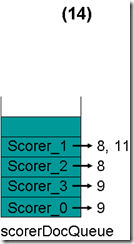 (14)
Scorer_1 8, 11
Scorer_2 8
Scorer_3 9
Scorer_0 9
scorerDocQueue